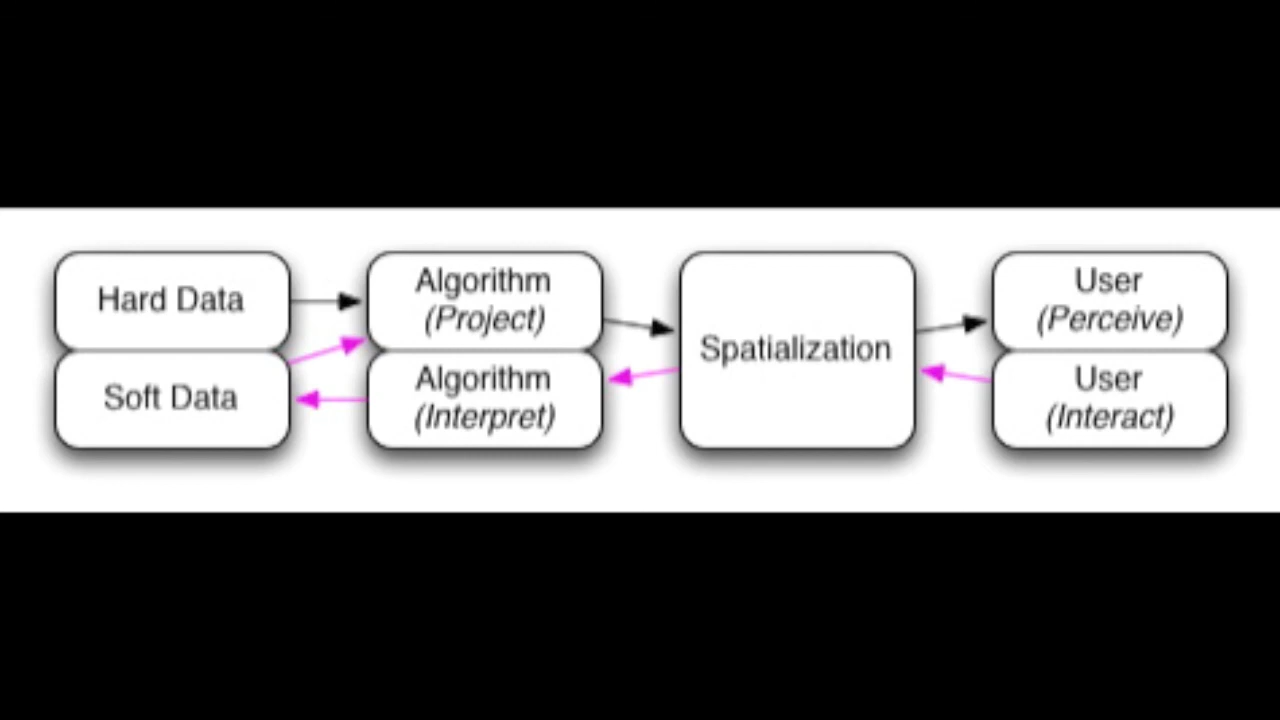 Hard Data
Soft Data
Algorithm
(Project)
Algorithm
(Interpret)
Spatialization
User
(Perceive)
User
(Interact)